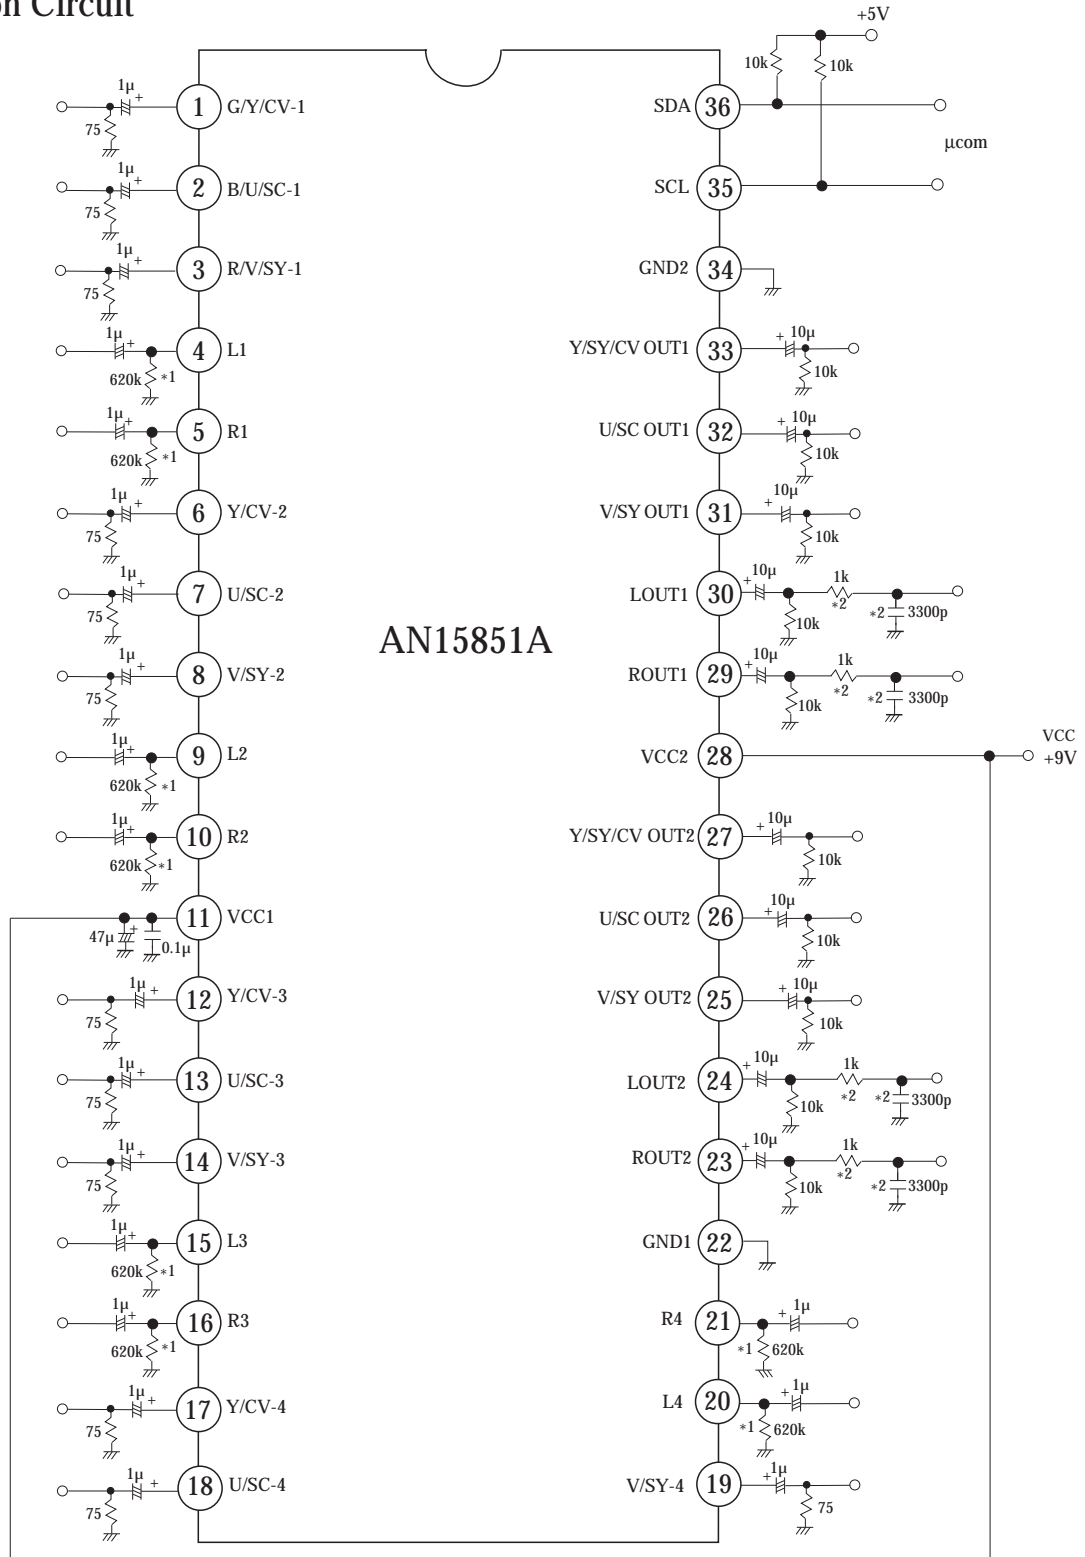 on Circuit
+5V
10k
10k
1μ
+
1
G/Y/CV-1
75
SDA
36
μcom
1μ
+
2
B/U/SC-1
75
SCL
35
1μ
+
3
R/V/SY-1
75
GND2
34
1μ
+
4
L1
620k
*1
Y/SY/CV OUT1
33
+
10μ
10k
1μ
+
5
R1
620k
*1
U/SC OUT1
32
+
10μ
10k
1μ
+
6
Y/CV-2
75
V/SY OUT1
31
+
10μ
10k
1μ
+
7
U/SC-2
75
LOUT1
30
+
10μ
10k
1k
*2
*2
3300p
AN15851A
1μ
+
8
V/SY-2
75
ROUT1
29
+
10μ
10k
1k
*2
*2
3300p
1μ
+
9
L2
620k
*1
VCC2
28
VCC
+9V
1μ
+
10
R2
620k
*1
Y/SY/CV OUT2
27
+
10μ
10k
11
VCC1
47μ
+
0.1μ
U/SC OUT2
26
+
10μ
10k
1μ
+
12
Y/CV-3
75
V/SY OUT2
25
+
10μ
10k
1μ
+
13
U/SC-3
75
LOUT2
24
+
10μ
10k
1k
*2
*2
3300p
1μ
+
14
V/SY-3
75
ROUT2
23
+
10μ
10k
1k
*2
*2
3300p
1μ
+
15
L3
620k
*1
GND1
22
1μ
+
16
R3
620k
*1
R4
21
+
1μ
*1
620k
1μ
+
17
Y/CV-4
75
L4
20
+
1μ
*1
620k
1μ
+
18
U/SC-4
75
V/SY-4
19
+
1μ
75